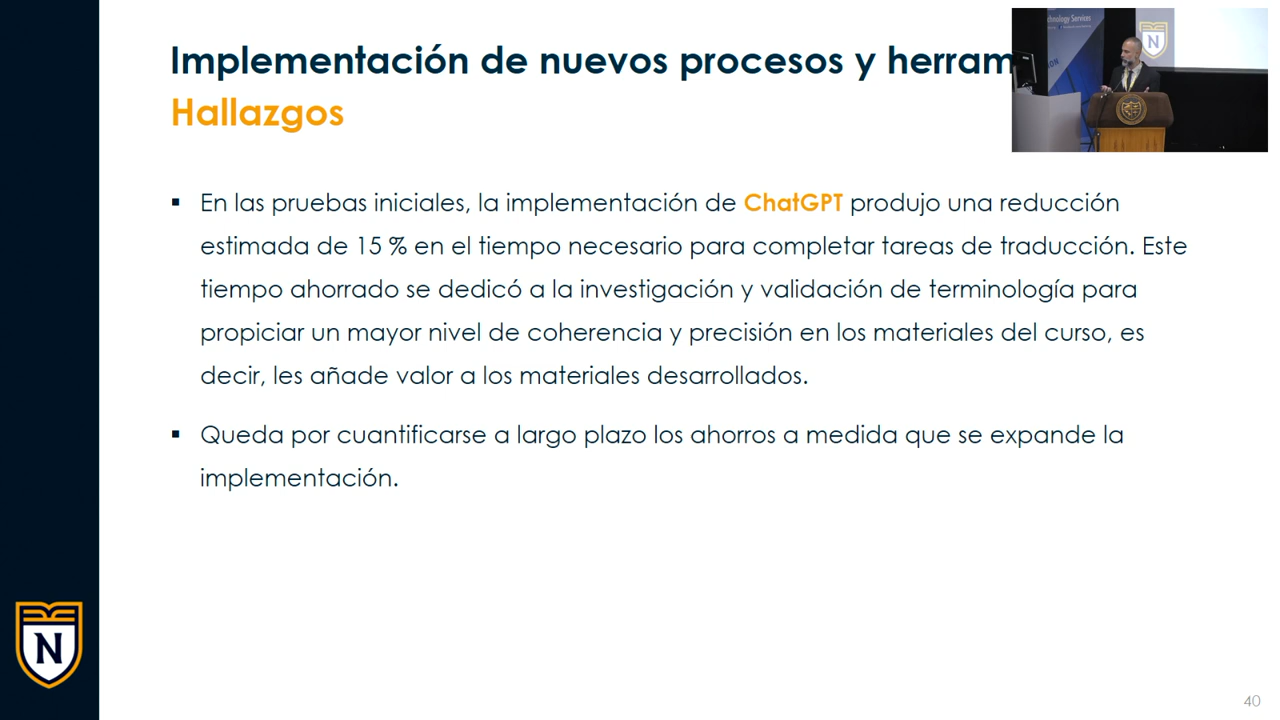 Implementación de nuevos procesos y herram
Hallazgos
▪ En las pruebas iniciales, la implementación de ChatGPT produjo una reducción
estimada de 15 % en el tiempo necesario para completar tareas de traducción. Este
tiempo ahorrado se dedicó a la investigación y validación de terminología para
propiciar un mayor nivel de coherencia y precisión en los materiales del curso, es
decir, les añade valor a los materiales desarrollados.
▪ Queda por cuantificarse a largo plazo los ahorros a medida que se expande la
implementación.
N
40
chnology Services
N